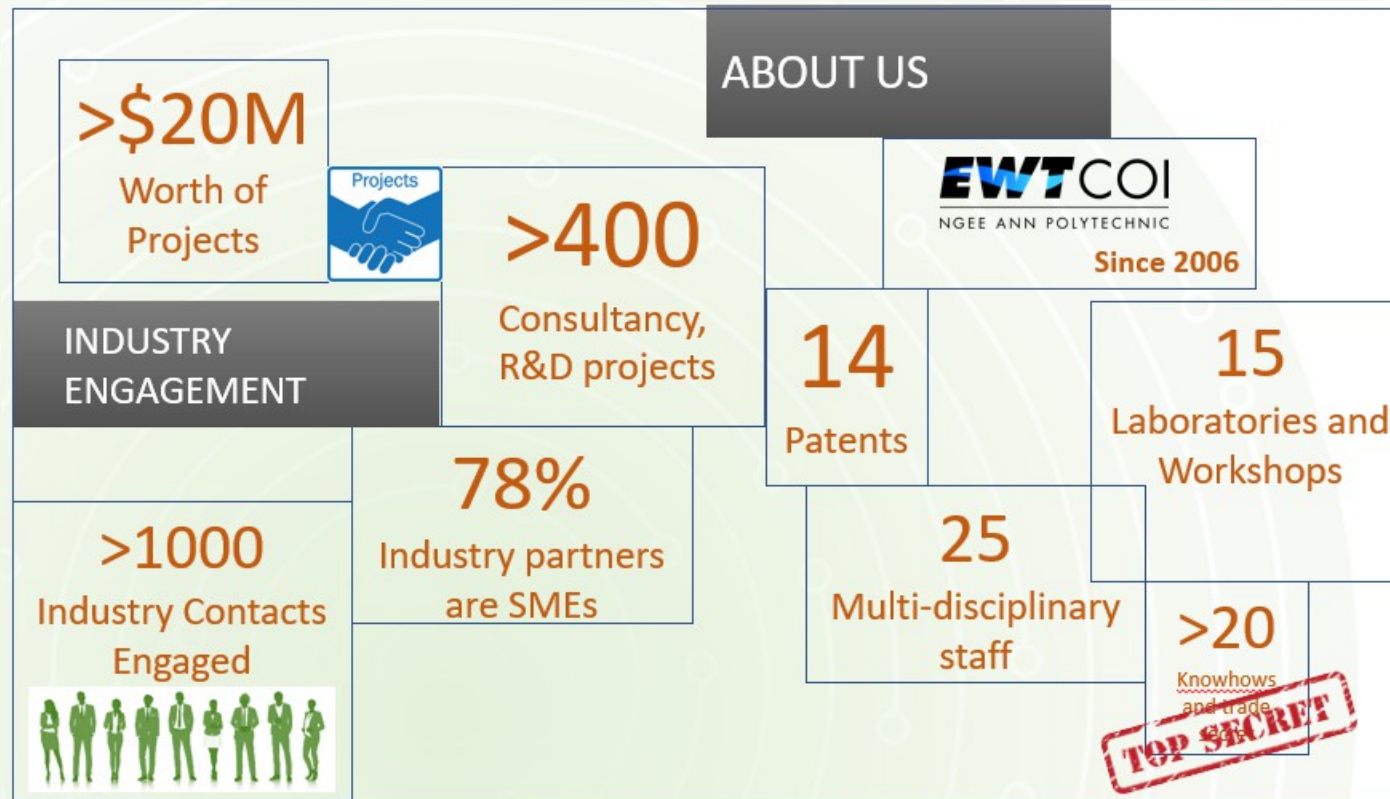 ABOUT US
>$20M
Worth of
Projects
Projects
>400
Consultancy,
R&D projects
EWTCOI
NGEE ANN POLYTECHNIC
Since 2006
INDUSTRY
ENGAGEMENT
14
Patents
15
Laboratories and
Workshops
78%
Industry partners
are SMEs
>1000
Industry Contacts
Engaged
25
Multi-disciplinary
staff
>20
Knowhows
and trade
TOP SECRET